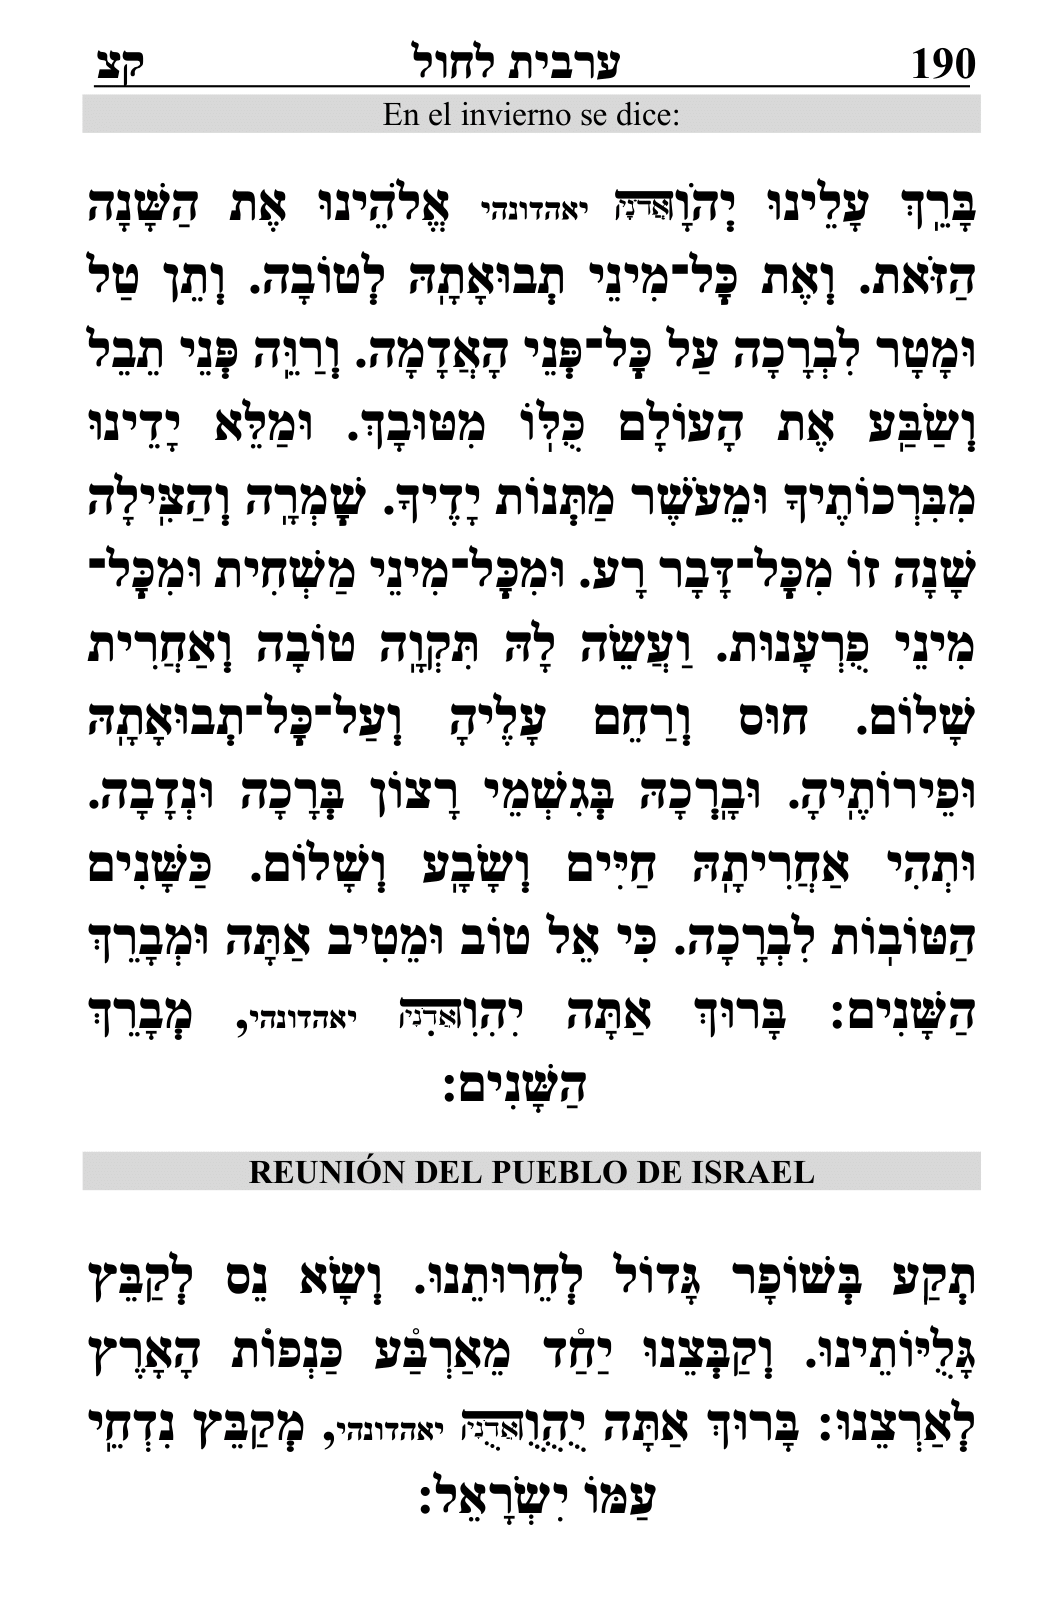 190 ערבית לחול קצ
En el invierno se dice:
בָּרֵךְ עָלֵינוּ יְהֹוָה אֲדֹנָי יאהדונהי אֱלֹהֵינוּ אֶת הַשָּׁנָה
הַזֹּאת. וְאֶת כׇּל־מִינֵי תְבוּאָתָהּ לְטוֹבָה. וְתֵן טַל
וּמָטָר לִבְרָכָה עַל כׇּל־פְּנֵי הָאֲדָמָה. וְרַוֵּה פְּנֵי תֵבֵל
וְשַׂבַּע אֶת הָעוֹלָם כֻּלּוֹ מִטּוּבָךְ. וּמַלֵּא יָדֵינוּ
מִבִּרְכוֹתֶיךָ וּמֵעֹשֶׁר מַתְּנוֹת יָדֶיךָ. שׇׁמְרָה וְהַצִּילָה
שָׁנָה זוֹ מִכׇּל־דָּבָר רָע. וּמִכׇּל־מִינֵי מַשְׁחִית וּמִכׇּל־
מִינֵי פֻּרְעָנוּת. וַעֲשֵׂה לָהּ תִּקְוָה טוֹבָה וְאַחֲרִית
שָׁלוֹם. חוּס וְרַחֵם עָלֶיהָ וְעַל־כׇּל־תְּבוּאָתָהּ
וּפֵירוֹתֶיהָ. וּבָרְכָהּ בְּגִשְׁמֵי רָצוֹן בְּרָכָה וּנְדָבָה.
וּתְהִי אַחֲרִיתָהּ חַיִּים וְשָׂבָע וְשָׁלוֹם. כַּשָּׁנִים
הַטּוֹבוֹת לִבְרָכָה. כִּי אֵל טוֹב וּמֵטִיב אַתָּה וּמְבָרֵךְ
הַשָּׁנִים: בָּרוּךְ אַתָּה יִהִוִהִ אֲדֹנָי יאהדונהי, מְבָרֵךְ
הַשָּׁנִים:
REUNIÓN DEL PUEBLO DE ISRAEL
תְּקַע בְּשׁוֹפָר גָּדוֹל לְחֵרוּתֵנוּ. וְשָׂא נֵס לְקַבֵּץ
גָּלֻיּוֹתֵינוּ. וְקַבְּצֵנוּ יַחַד מֵאַרְבַּע כַּנְפוֹת הָאָרֶץ
לְאַרְצֵנוּ: בָּרוּךְ אַתָּה יֻהֻוֻהֻ אֲדֹנָי יאהדונהי, מְקַבֵּץ נִדְחֵי
עַמּוֹ יִשְׂרָאֵל: